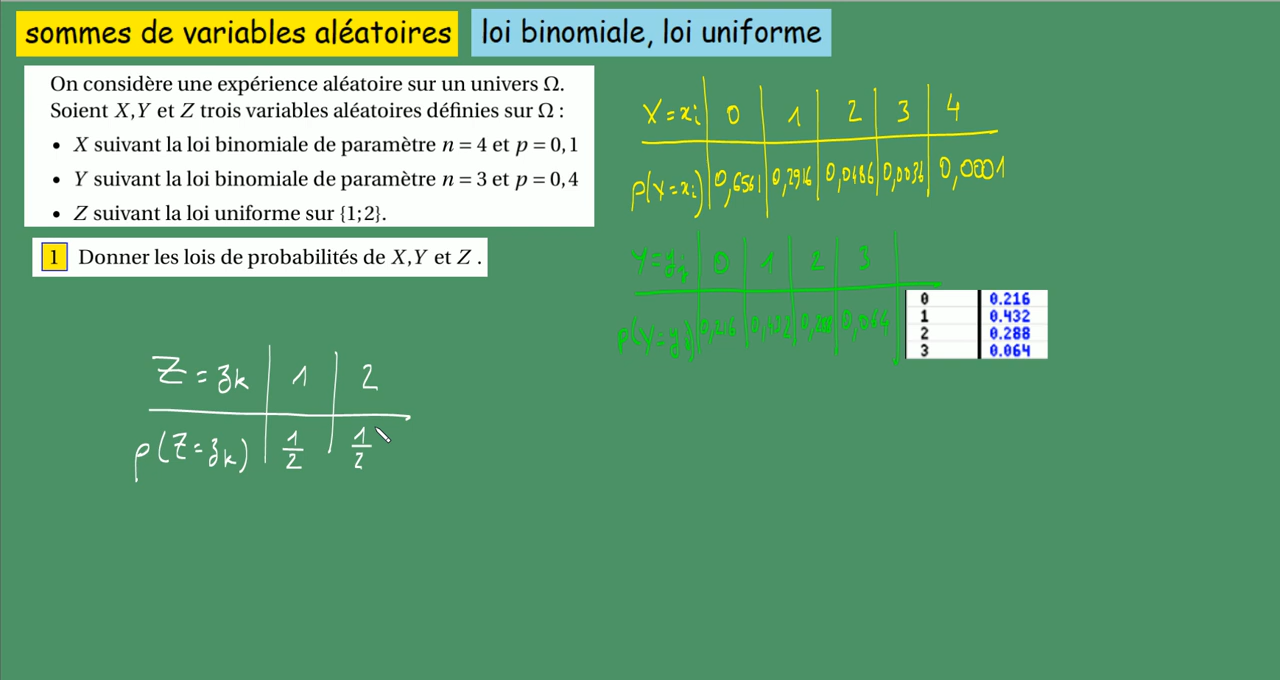 sommes de variables aléatoires loi binomiale, loi uniforme
On considère une expérience aléatoire sur un univers Ω.
Soient X,Y et Z trois variables aléatoires définies sur Ω :
• X suivant la loi binomiale de paramètre n = 4 et p = 0,1
• Y suivant la loi binomiale de paramètre n = 3 et p = 0,4
• Z suivant la loi uniforme sur {1;2}.
1 Donner les lois de probabilités de X,Y et Z .
X = xi 0 1 2 3 4
p(X=xi) 0,6561 0,2916 0,0486 0,0036 0,0001
Y=yj 0 1 2 3
p(Y=yj) 0,216 0,432 0,288 0,064
0 0.216
1 0.432
2 0.288
3 0.064
Z = zk 1 2
p(Z=zk) 1/2 1/2